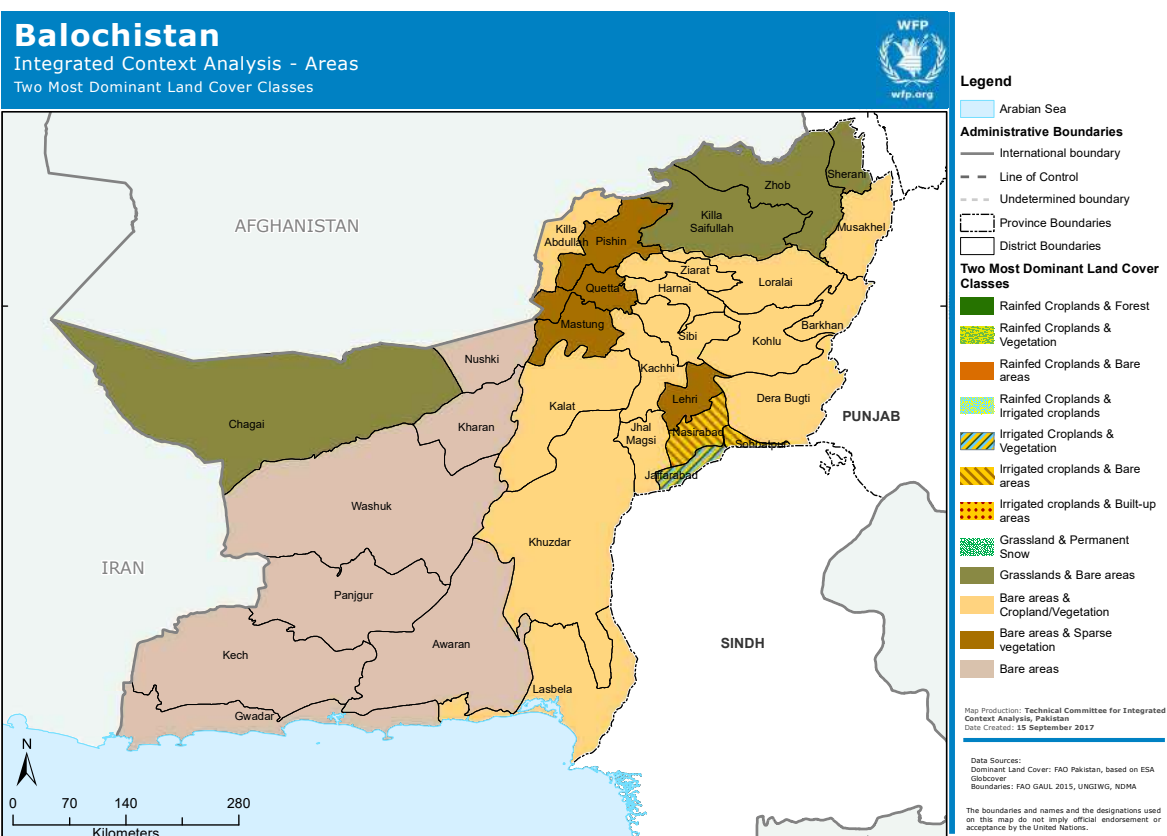 Balochistan
Integrated Context Analysis - Areas
Two Most Dominant Land Cover Classes
WFP
wfp.org
AFGHANISTAN
IRAN
PUNJAB
SINDH
Sherani
Zhob
Killa
Saifullah
Musakhel
Killa
Abdullah
Pishin
Ziarat
Loralai
Quetta
Harnai
Mastung
Sibi
Barkhan
Kohlu
Nushki
Kachhi
Lehri
Dera Bugti
Kalat
Chagai
Kharan
Jhal
Magsi
Nasirabad
Sohbatpur
Jaffarabad
Washuk
Khuzdar
Panjgur
Awaran
Kech
Lasbela
Gwadar
N
0 70 140 280
Kilometers
Legend
Arabian Sea
Administrative Boundaries
International boundary
Line of Control
Undetermined boundary
Province Boundaries
District Boundaries
Two Most Dominant Land Cover
Classes
Rainfed Croplands & Forest
Rainfed Croplands &
Vegetation
Rainfed Croplands & Bare
areas
Rainfed Croplands &
Irrigated croplands
Irrigated Croplands &
Vegetation
Irrigated croplands & Bare
areas
Irrigated croplands & Built-up
areas
Grassland & Permanent
Snow
Grasslands & Bare areas
Bare areas &
Cropland/Vegetation
Bare areas & Sparse
vegetation
Bare areas
Map Production: Technical Committee for Integrated
Context Analysis, Pakistan
Date Created: 15 September 2017
Data Sources:
Dominant Land Cover: FAO Pakistan, based on ESA
Globcover
Boundaries: FAO GAUL 2015, UNGIWG, NDMA
The boundaries and names and the designations used
on this map do not imply official endorsement or
acceptance by the United Nations.